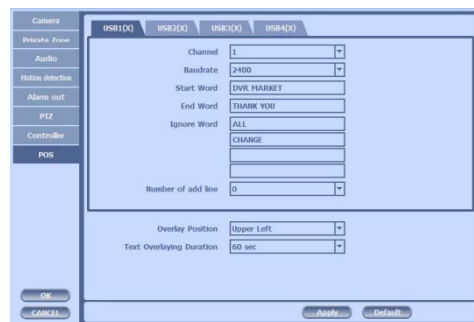 Camera
Private Zone
Audio
Motion detection
Alarm out
PTZ
Controller
POS
OK
CANCEL
USB1(X) USB2(X) USB3(X) USB4(X)
Channel 1
Baudrate 2400
Start Word DVR MARKET
End Word THANK YOU
Ignore Word ALL
CHANGE
Number of add line 0
Overlay Position Upper Left
Text Overlaying Duration 60 sec
Apply Default